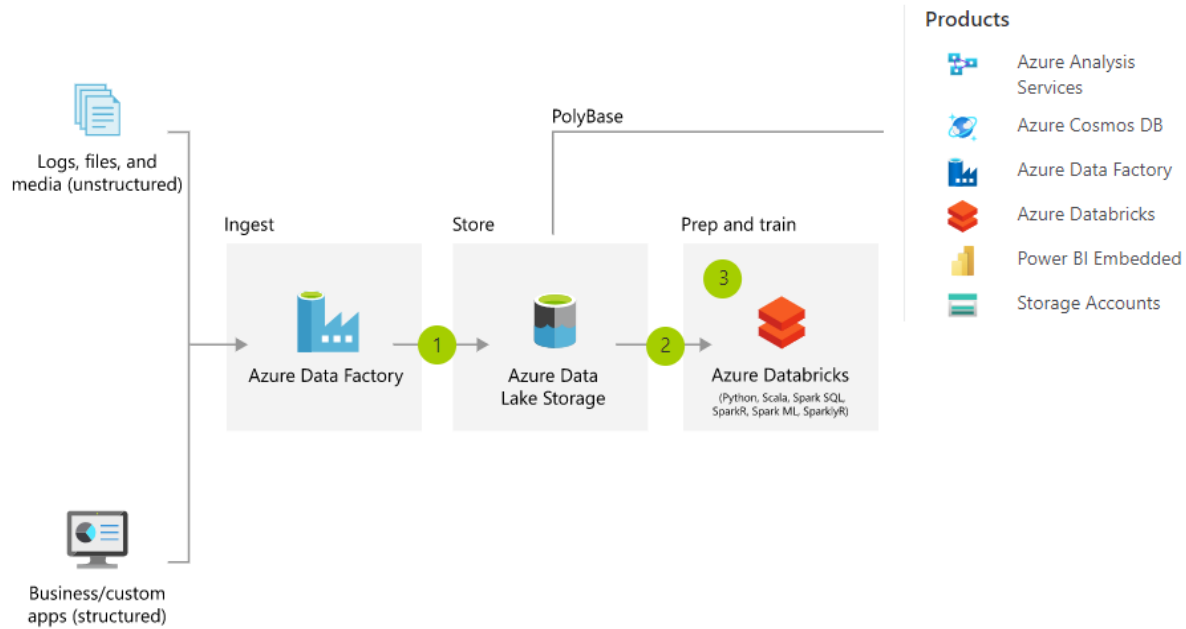 Products
Azure Analysis
Services
Azure Cosmos DB
Azure Data Factory
Azure Databricks
Power BI Embedded
Storage Accounts
PolyBase
Logs, files, and
media (unstructured)
Ingest
Store
Prep and train
3
1
2
Azure Data Factory
Azure Data
Lake Storage
Azure Databricks
(Python, Scala, Spark SQL,
SparkR, Spark ML, SparklyR)
Business/custom
apps (structured)